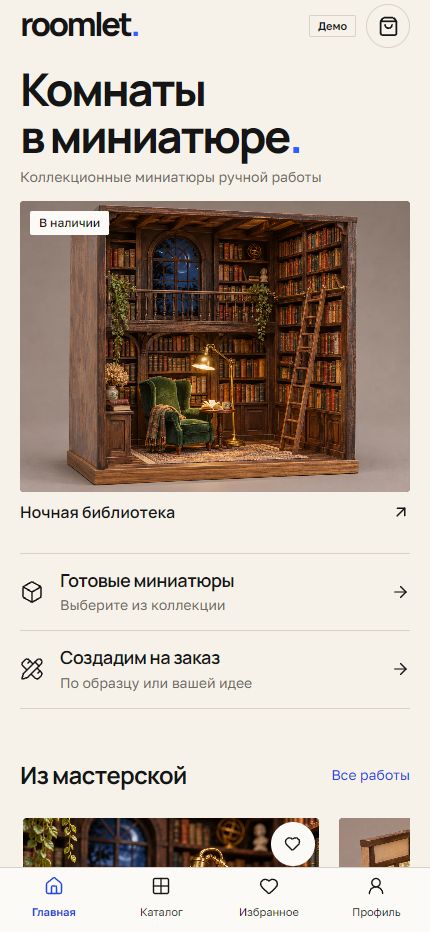 roomlet.
Демо
Комнаты
в миниатюре.
Коллекционные миниатюры ручной работы
В наличии
Ночная библиотека
Готовые миниатюры
Выберите из коллекции
Создадим на заказ
По образцу или вашей идее
Из мастерской
Все работы
Главная
Каталог
Избранное
Профиль